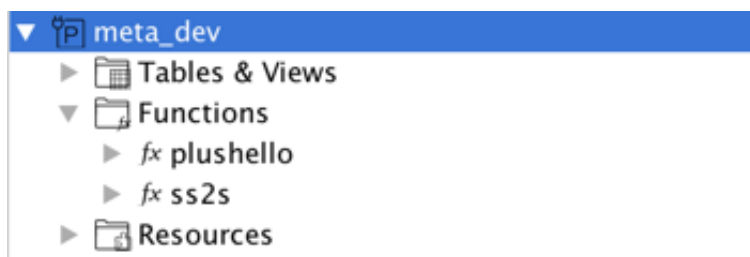 meta_dev
Tables & Views
Functions
fx plushello
fx ss2s
Resources